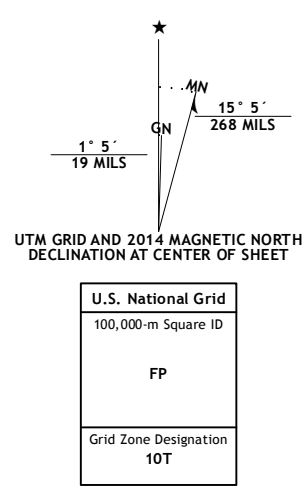 MN
GN
15° 5´
268 MILS
1° 5´
19 MILS
UTM GRID AND 2014 MAGNETIC NORTH
DECLINATION AT CENTER OF SHEET
U.S. National Grid
100,000-m Square ID
FP
Grid Zone Designation
10T